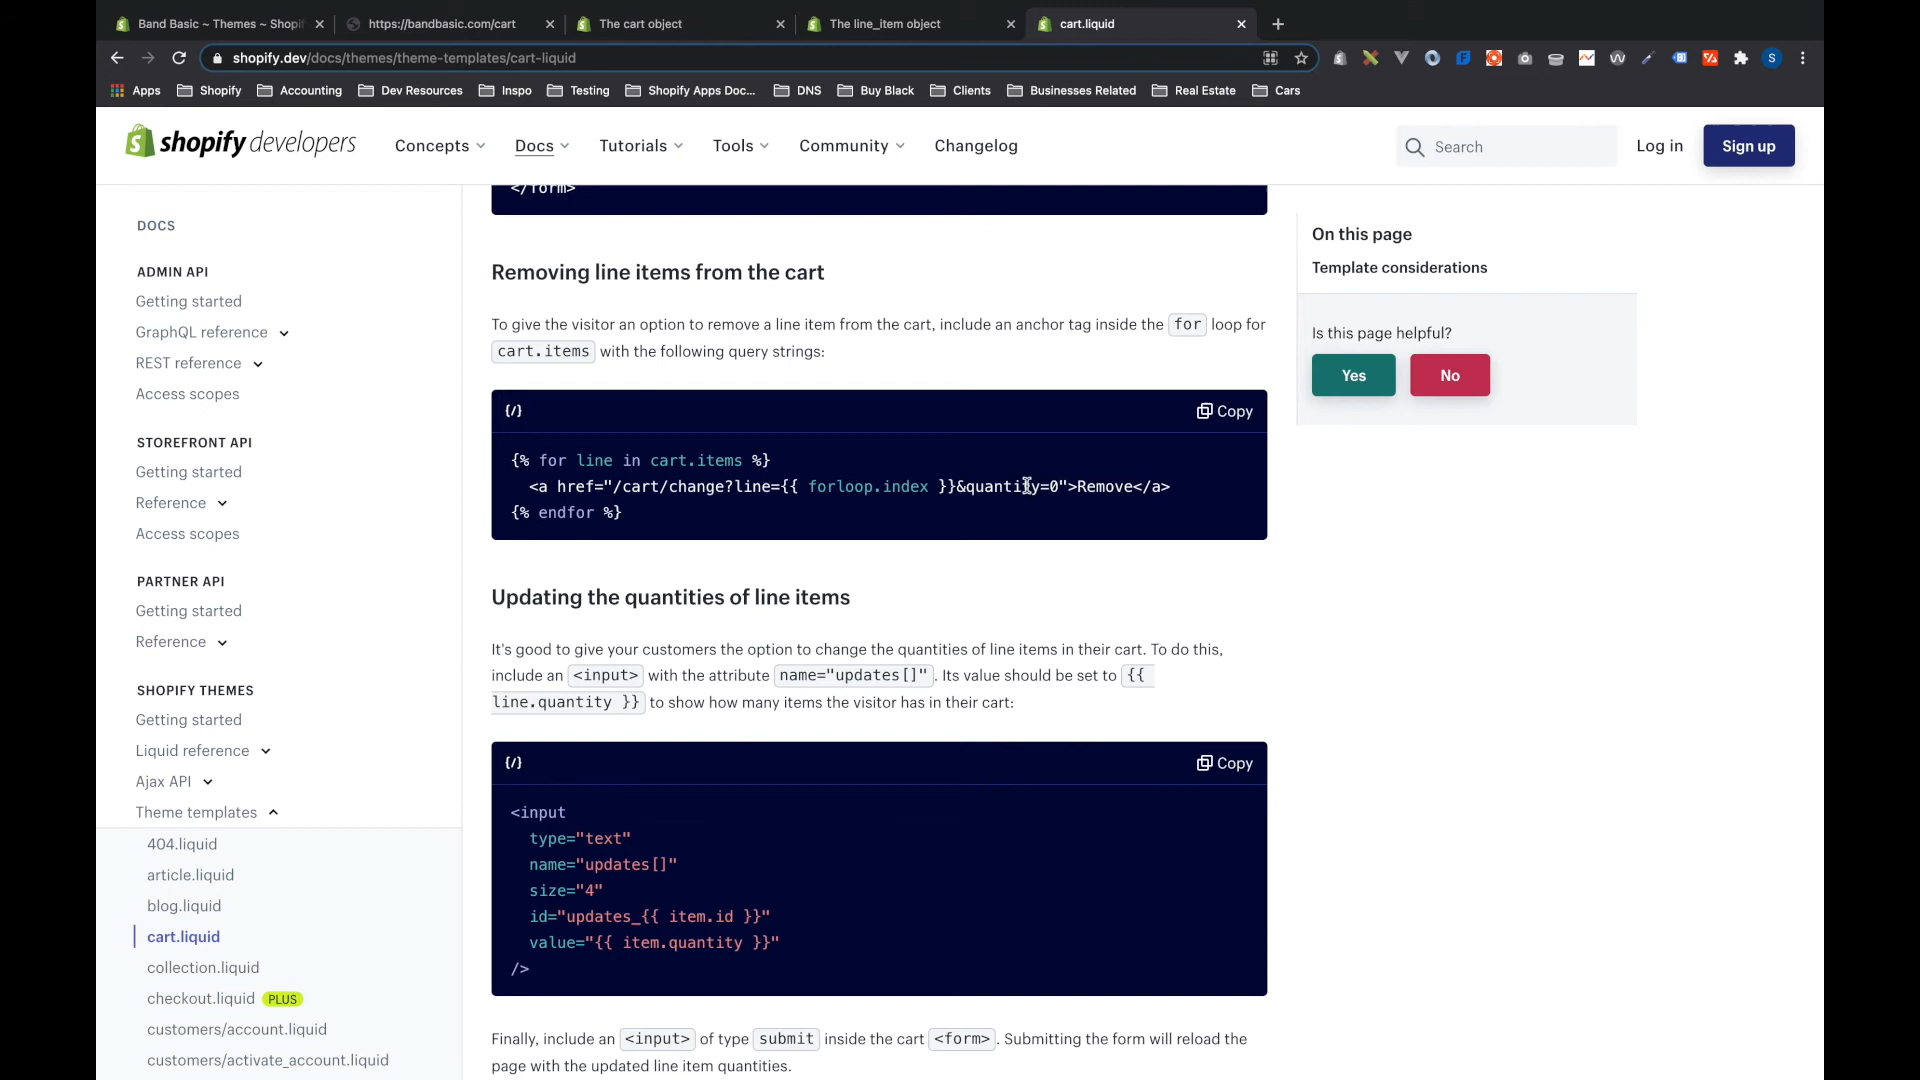 Band Basic ~ Themes ~ Shopif
https://bandbasic.com/cart
The cart object
The line_item object
cart.liquid
shopify.dev/docs/themes/theme-templates/cart-liquid
Apps
Shopify
Accounting
Dev Resources
Inspo
Testing
Shopify Apps Doc...
DNS
Buy Black
Clients
Businesses Related
Real Estate
Cars
shopify developers
Concepts
Docs
Tutorials
Tools
Community
Changelog
Search
Log in
Sign up
DOCS
ADMIN API
Getting started
GraphQL reference
REST reference
Access scopes
STOREFRONT API
Getting started
Reference
Access scopes
PARTNER API
Getting started
Reference
SHOPIFY THEMES
Getting started
Liquid reference
Ajax API
Theme templates
404.liquid
article.liquid
blog.liquid
cart.liquid
collection.liquid
checkout.liquid PLUS
customers/account.liquid
customers/activate_account.liquid
</form>
Removing line items from the cart
To give the visitor an option to remove a line item from the cart, include an anchor tag inside the for loop for
cart.items with the following query strings:
{/} Copy
{% for line in cart.items %}
<a href="/cart/change?line={{ forloop.index }}&quantity=0">Remove</a>
{% endfor %}
Updating the quantities of line items
It's good to give your customers the option to change the quantities of line items in their cart. To do this,
include an <input> with the attribute name="updates[]". Its value should be set to {{
line.quantity }} to show how many items the visitor has in their cart:
{/} Copy
<input
type="text"
name="updates[]"
size="4"
id="updates_{{ item.id }}"
value="{{ item.quantity }}"
/>
Finally, include an <input> of type submit inside the cart <form>. Submitting the form will reload the
page with the updated line item quantities.
On this page
Template considerations
Is this page helpful?
Yes
No